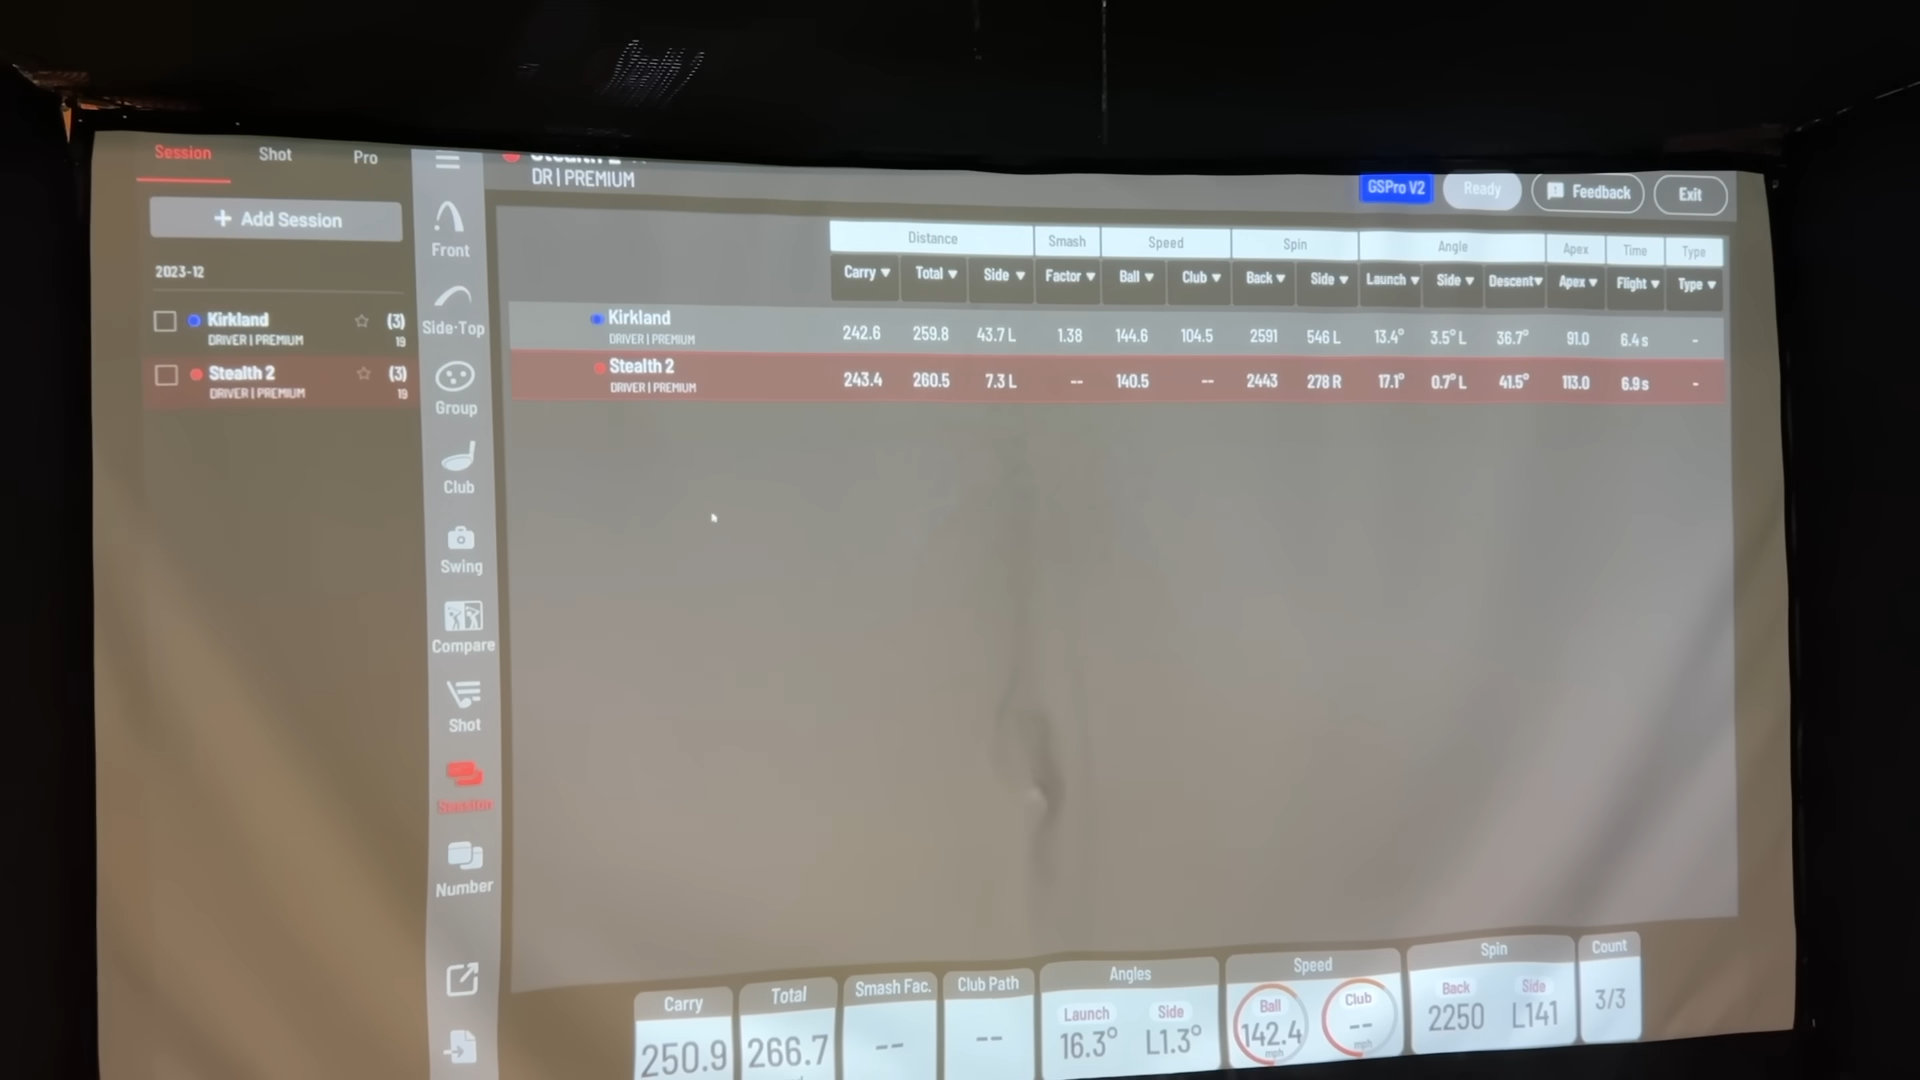 Session Shot Pro
+ Add Session
2023-12
Kirkland (3)
DRIVER | PREMIUM 19
Stealth 2 (3)
DRIVER | PREMIUM 19
Front
Side-Top
Group
Club
Swing
Compare
Shot
Session
Number
Stealth 2
DR | PREMIUM
GSPro V2 Ready Feedback Exit
Distance Smash Speed Spin Angle Apex Time Type
Carry Total Side Factor Ball Club Back Side Launch Side Descent Apex Flight Type
Kirkland
DRIVER | PREMIUM
242.6 259.8 43.7 L 1.38 144.6 104.5 2591 546 L 13.4° 3.5° L 36.7° 91.0 6.4 s -
Stealth 2
DRIVER | PREMIUM
243.4 260.5 7.3 L -- 140.5 -- 2443 278 R 17.1° 0.7° L 41.5° 113.0 6.9 s -
Carry Total Smash Fac. Club Path Angles Speed Spin Count
Launch Side Ball Club Back Side
250.9 266.7 -- -- 16.3° L1.3° 142.4 -- 2250 L141 3/3
mph mph